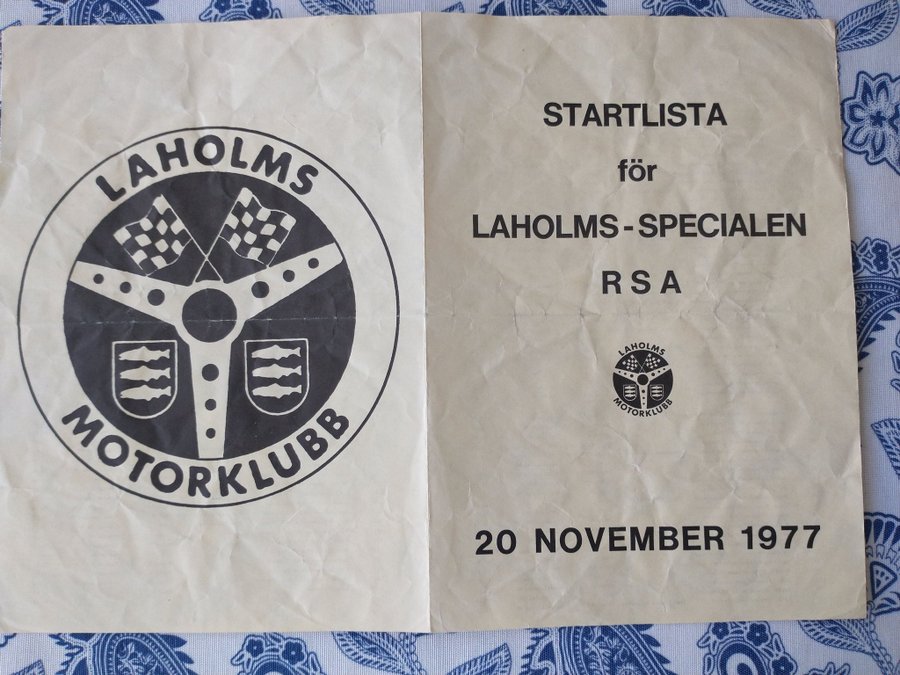 LAHOLMS
MOTORKLUBB
STARTLISTA
för
LAHOLMS-SPECIALEN
RSA
LAHOLMS
MOTORKLUBB
20 NOVEMBER 1977